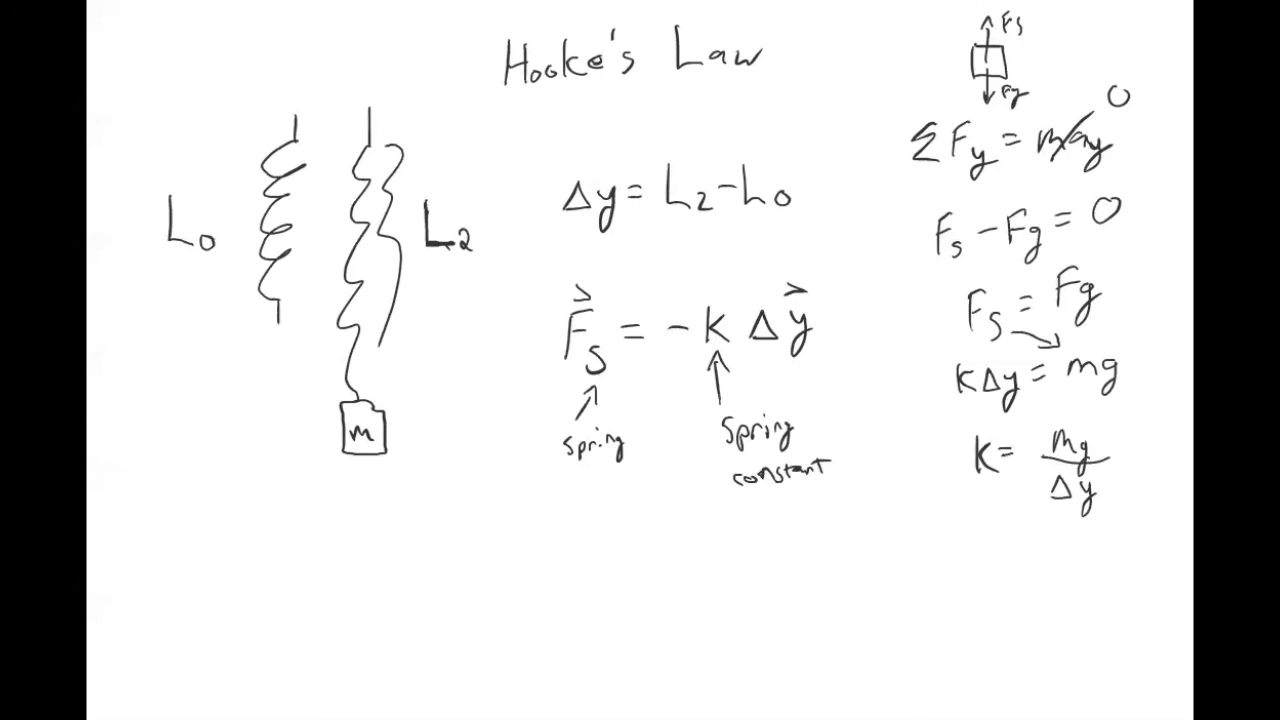 Hooke's Law
L₀
L₂
m
Δy = L₂ - L₀
F⃗s = - K Δy⃗
spring
Spring
constant
Fs
Fg
ΣFy = may 0
Fs - Fg = 0
Fs = Fg
KΔy = mg
K = mg/Δy